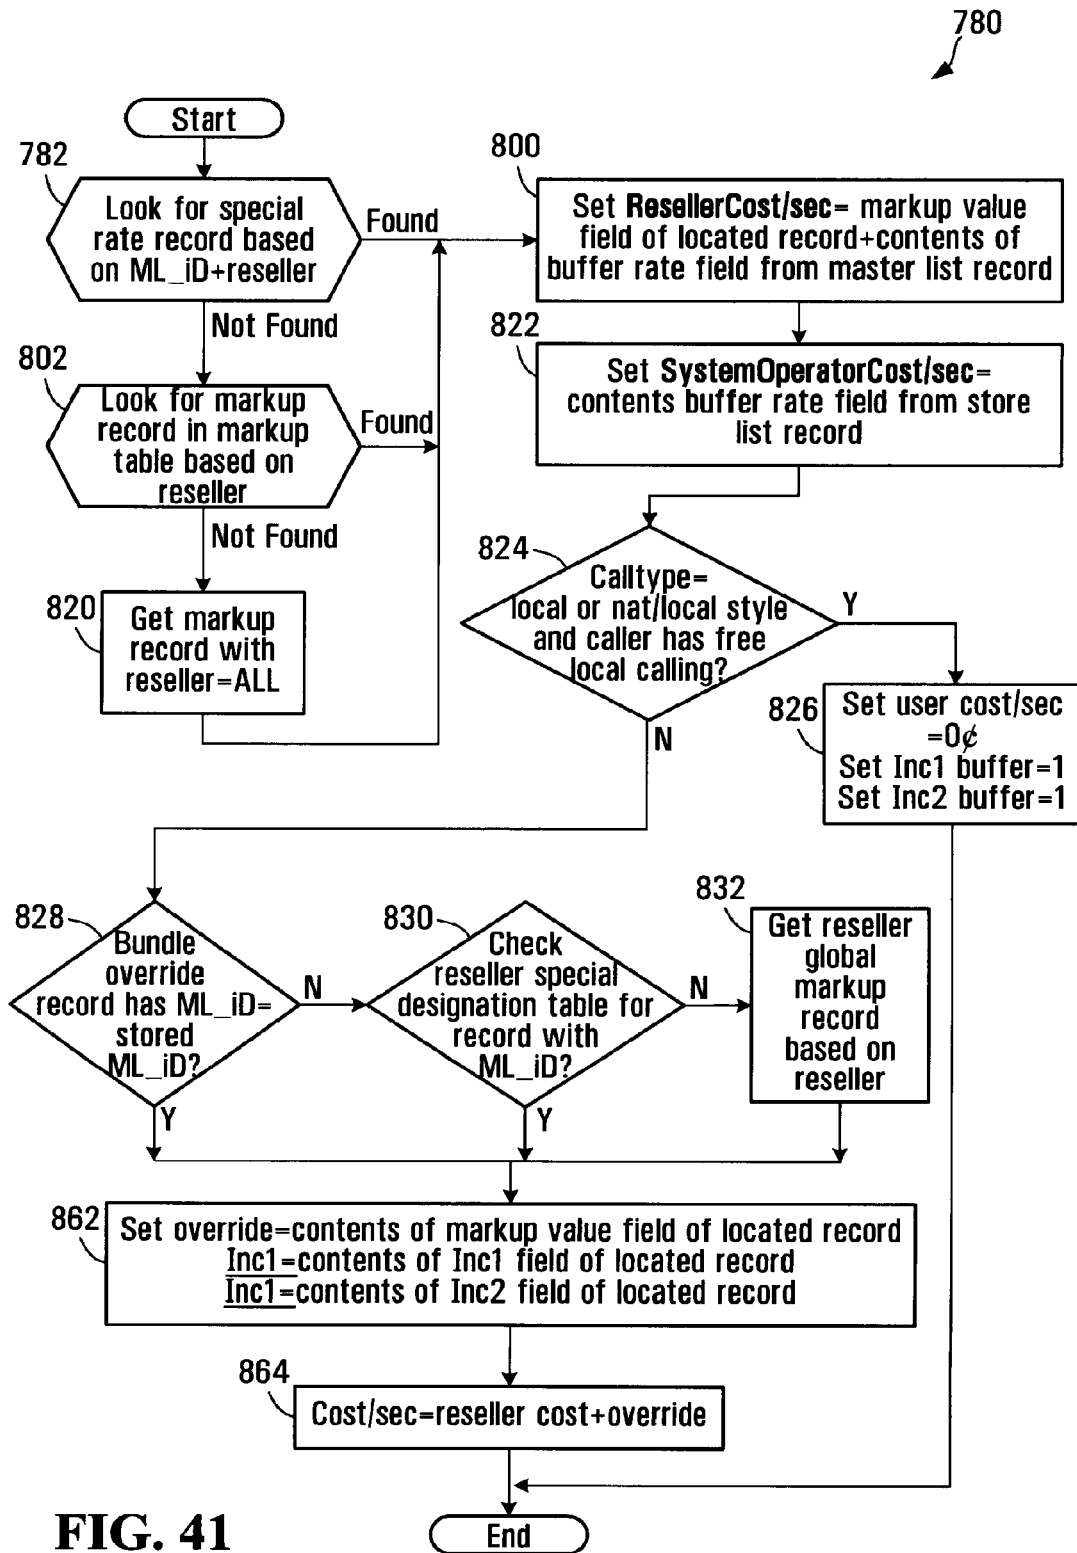 780
Start
782
Look for special
rate record based
on ML_iD+reseller
Found
Not Found
802
Look for markup
record in markup
table based on
reseller
Found
Not Found
820
Get markup
record with
reseller=ALL
800
Set ResellerCost/sec= markup value
field of located record+contents of
buffer rate field from master list record
822
Set SystemOperatorCost/sec=
contents buffer rate field from store
list record
824
Calltype=
local or nat/local style
and caller has free
local calling?
Y
N
826
Set user cost/sec
=0¢
Set Inc1 buffer=1
Set Inc2 buffer=1
828
Bundle
override
record has ML_iD=
stored
ML_iD?
N
Y
830
Check
reseller special
designation table for
record with
ML_iD?
N
Y
832
Get reseller
global
markup
record
based on
reseller
862
Set override=contents of markup value field of located record
Inc1=contents of Inc1 field of located record
Inc1=contents of Inc2 field of located record
864
Cost/sec=reseller cost+override
End
FIG. 41